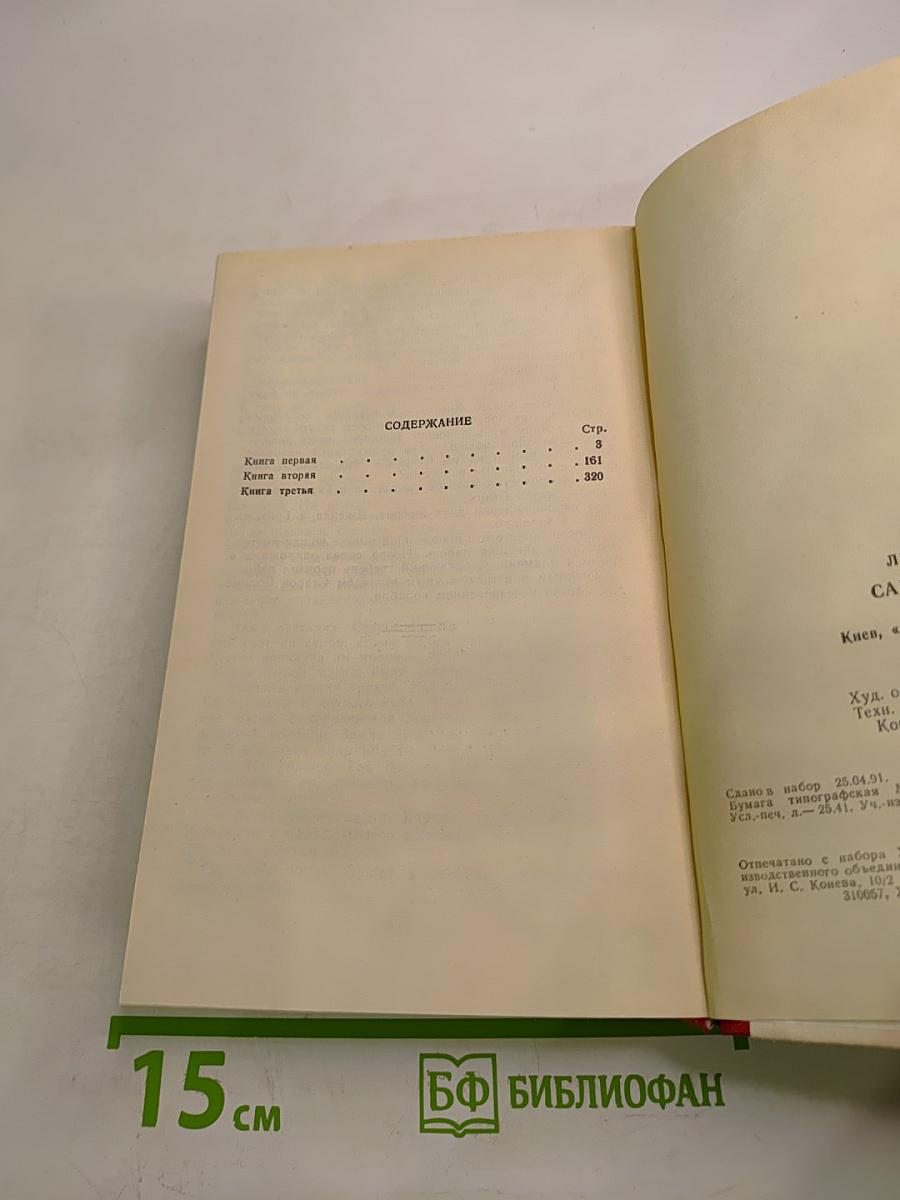 СОДЕРЖАНИЕ
Стр.
Книга первая . . . . . . . . . . 3
Книга вторая . . . . . . . . . . 161
Книга третья . . . . . . . . . . 320
Киев, «
Худ.
Техн.
Сдано в набор 25.04.91.
Бумага типографская
Усл.-печ. л.— 25,41. Уч.-из
Отпечатано с набора
изводственного объедин
ул. И. С. Конева, 10/2
310057,
15 см
БФ БИБЛИОФАН